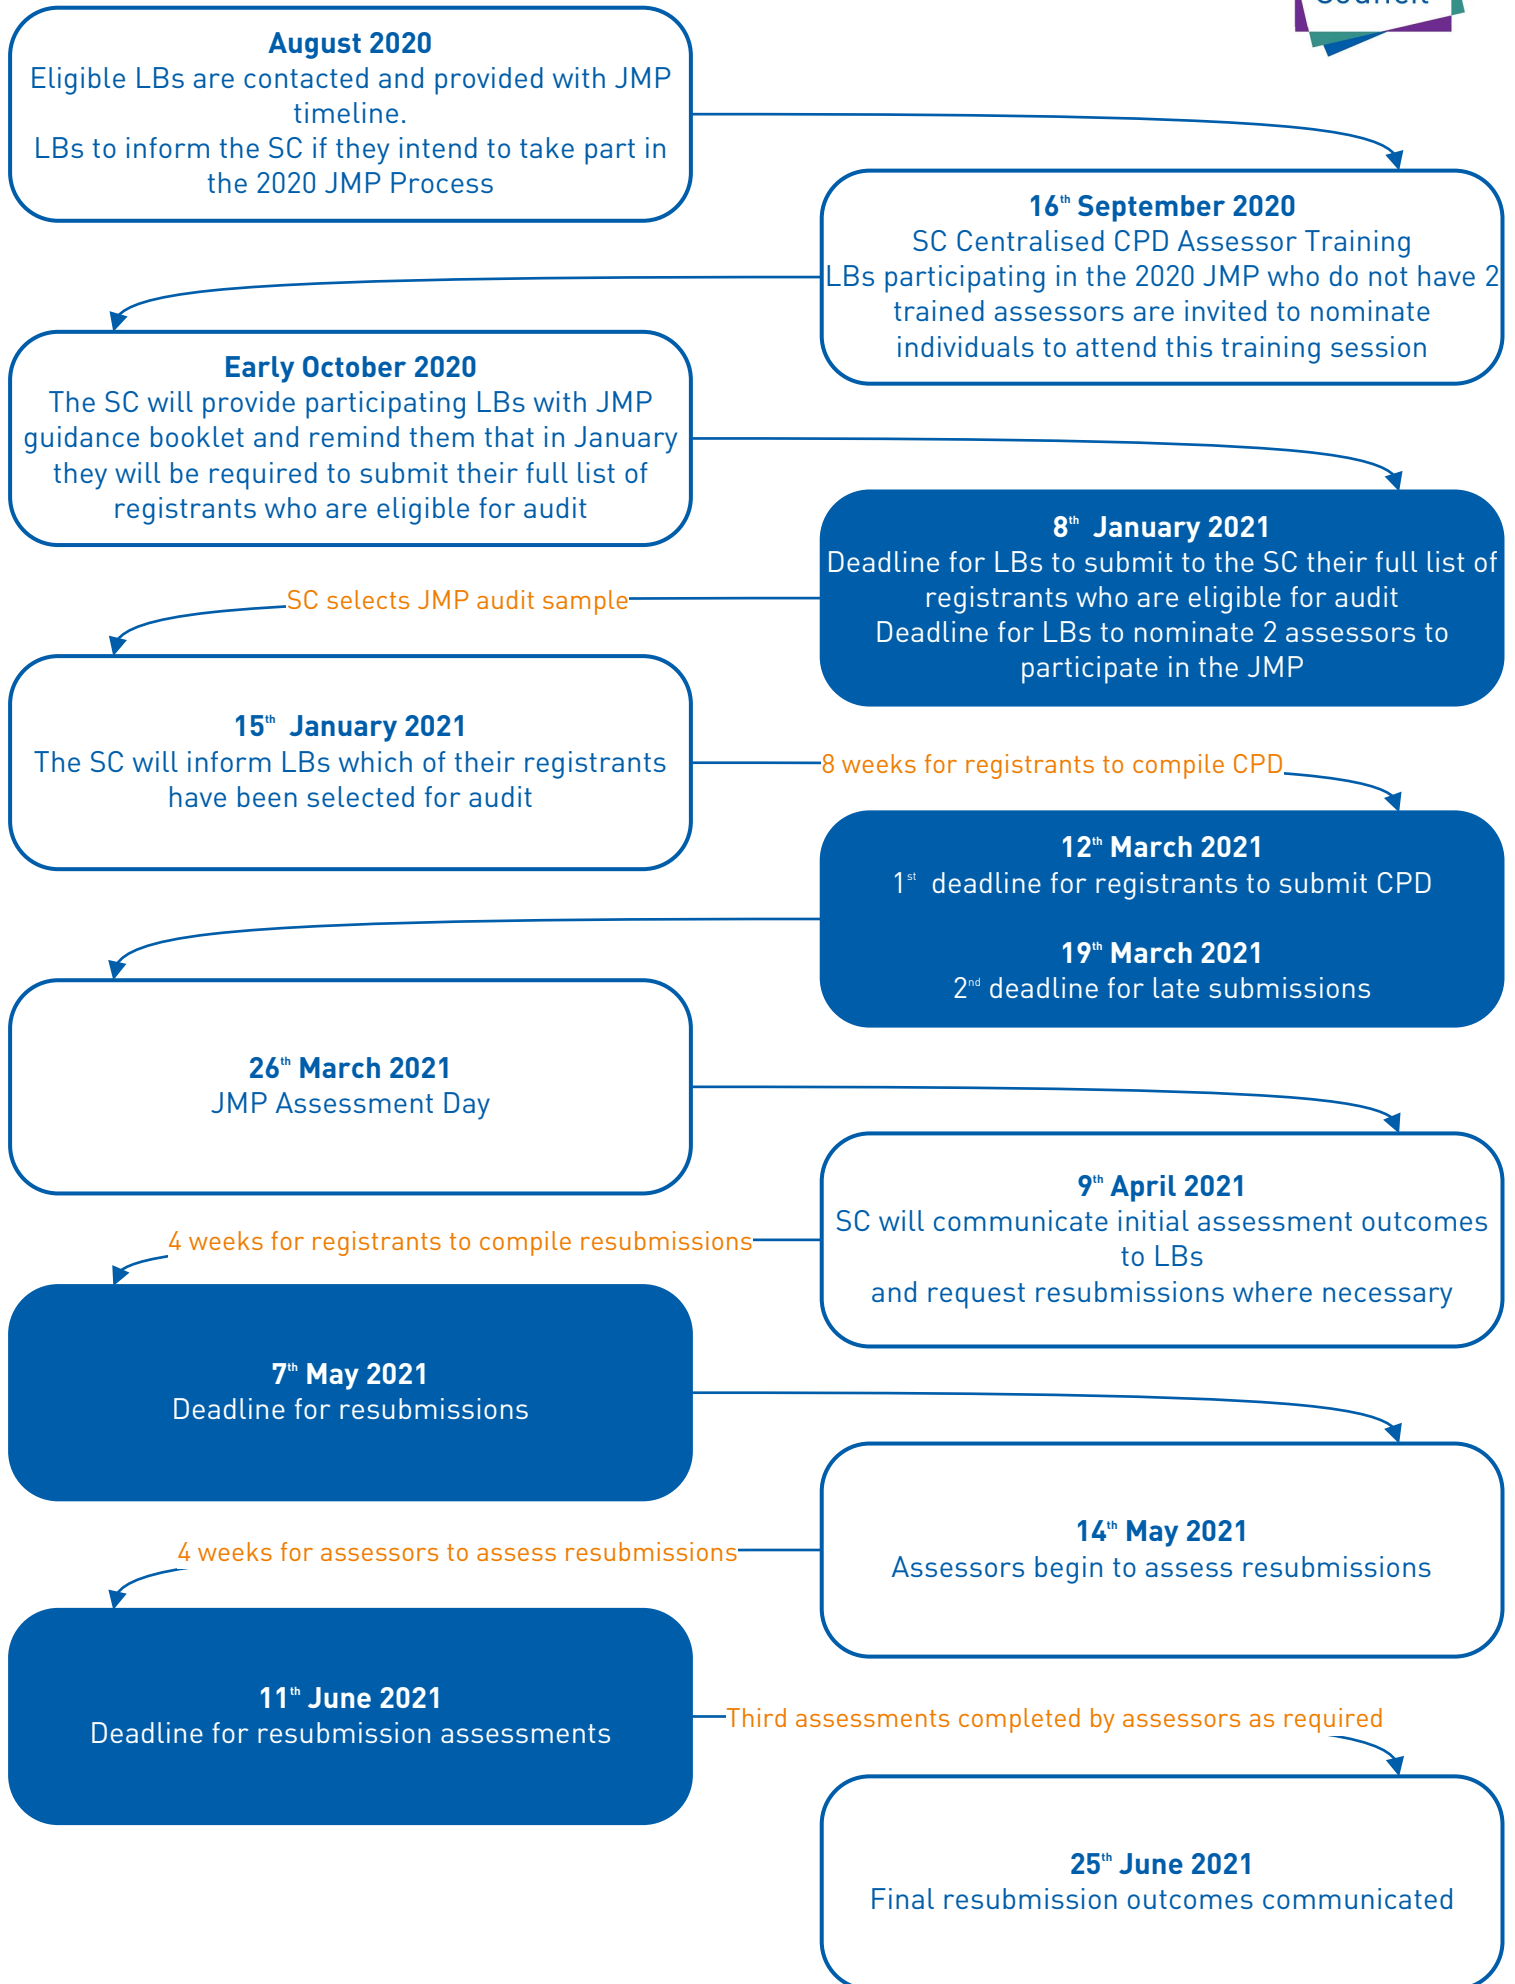 Council
August 2020
Eligible LBs are contacted and provided with JMP
timeline.
LBs to inform the SC if they intend to take part in
the 2020 JMP Process
16th September 2020
SC Centralised CPD Assessor Training
LBs participating in the 2020 JMP who do not have 2
trained assessors are invited to nominate
individuals to attend this training session
Early October 2020
The SC will provide participating LBs with JMP
guidance booklet and remind them that in January
they will be required to submit their full list of
registrants who are eligible for audit
8th January 2021
Deadline for LBs to submit to the SC their full list of
registrants who are eligible for audit
Deadline for LBs to nominate 2 assessors to
participate in the JMP
SC selects JMP audit sample
15th January 2021
The SC will inform LBs which of their registrants
have been selected for audit
8 weeks for registrants to compile CPD
12th March 2021
1st deadline for registrants to submit CPD
19th March 2021
2nd deadline for late submissions
26th March 2021
JMP Assessment Day
9th April 2021
SC will communicate initial assessment outcomes
to LBs
and request resubmissions where necessary
4 weeks for registrants to compile resubmissions
7th May 2021
Deadline for resubmissions
14th May 2021
Assessors begin to assess resubmissions
4 weeks for assessors to assess resubmissions
11th June 2021
Deadline for resubmission assessments
Third assessments completed by assessors as required
25th June 2021
Final resubmission outcomes communicated